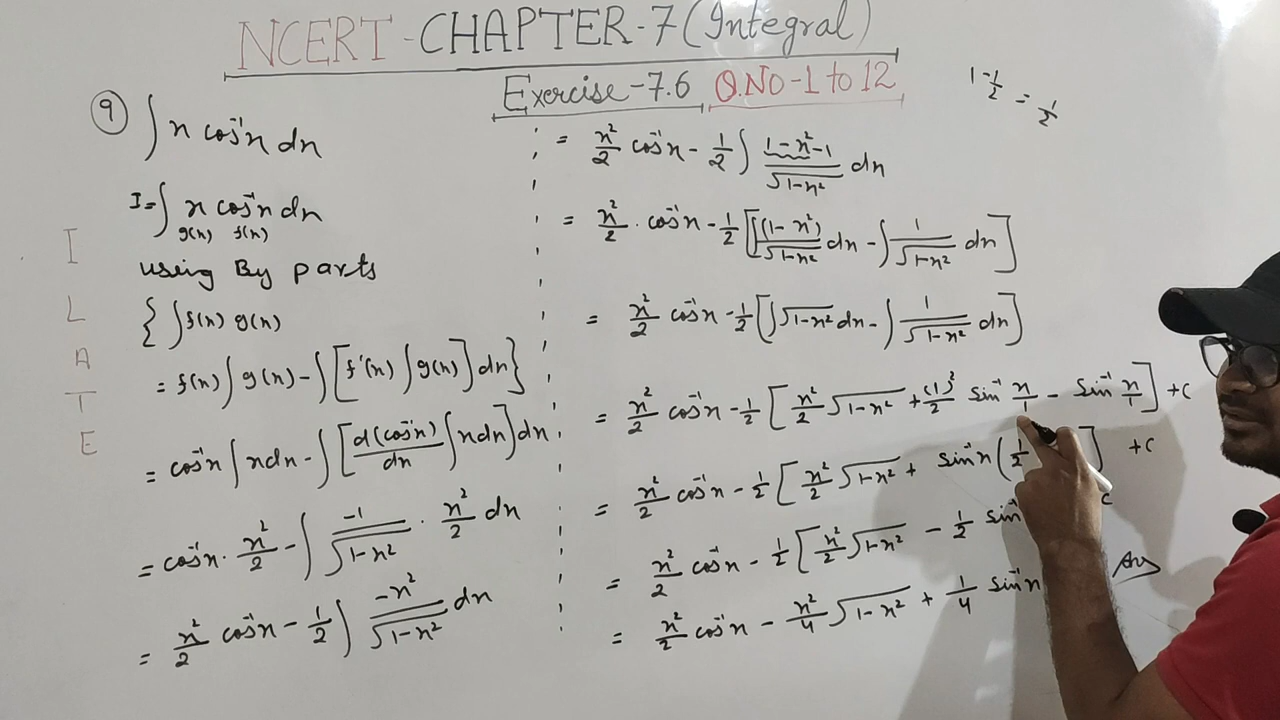 NCERT-CHAPTER-7 (Integral)
Exercise-7.6 Q.NO-1 to 12
1-1/2 = 1/2
9 ∫ x cos⁻¹x dx
I=∫ x cos⁻¹x dx
g(x) f(x)
using By parts
{ ∫f(x) g(x)
= f(x)∫g(x) - ∫[f'(x)∫g(x)]dx}
= cos⁻¹x∫xdx - ∫[d(cos⁻¹x)/dx ∫xdx]dx
= cos⁻¹x · x²/2 - ∫ -1/√1-x² · x²/2 dx
= x²/2 cos⁻¹x - 1/2 ∫ -x²/√1-x² dx
I
L
A
T
E
= x²/2 cos⁻¹x - 1/2 ∫ 1-x²-1/√1-x² dx
= x²/2 · cos⁻¹x - 1/2 [∫(1-x²)/√1-x² dx - ∫ 1/√1-x² dx]
= x²/2 cos⁻¹x - 1/2 [∫√1-x² dx - ∫ 1/√1-x² dx]
= x²/2 cos⁻¹x - 1/2 [x²/2 √1-x² + (1)²/2 sin⁻¹ x/1 - sin⁻¹ x/1] + c
= x²/2 cos⁻¹x - 1/2 [x²/2 √1-x² + sin⁻¹x (1/2 ] + c
= x²/2 cos⁻¹x - 1/2 [x²/2 √1-x² - 1/2 sin⁻¹ c
= x²/2 cos⁻¹x - x²/4 √1-x² + 1/4 sin⁻¹x Ans